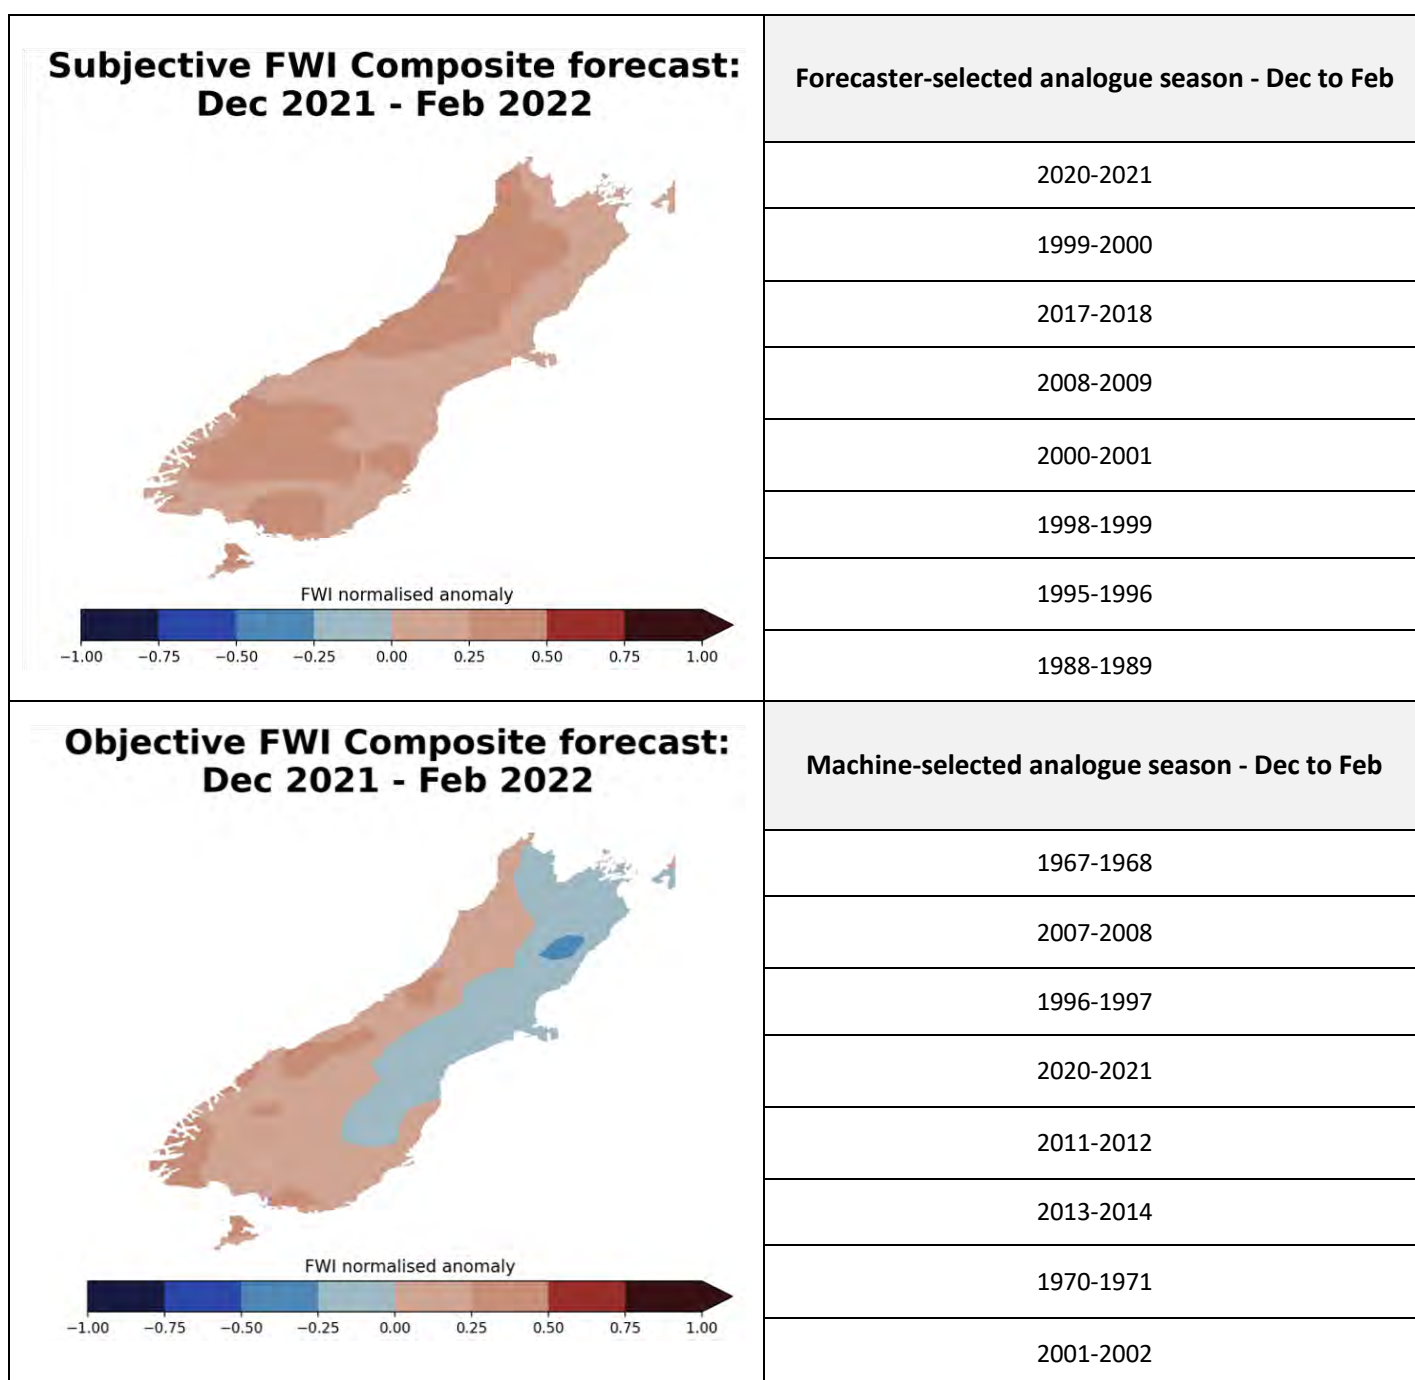 Subjective FWI Composite forecast:
Dec 2021 - Feb 2022
FWI normalised anomaly
−1.00 −0.75 −0.50 −0.25 0.00 0.25 0.50 0.75 1.00
Forecaster-selected analogue season - Dec to Feb
2020-2021
1999-2000
2017-2018
2008-2009
2000-2001
1998-1999
1995-1996
1988-1989
Objective FWI Composite forecast:
Dec 2021 - Feb 2022
FWI normalised anomaly
−1.00 −0.75 −0.50 −0.25 0.00 0.25 0.50 0.75 1.00
Machine-selected analogue season - Dec to Feb
1967-1968
2007-2008
1996-1997
2020-2021
2011-2012
2013-2014
1970-1971
2001-2002